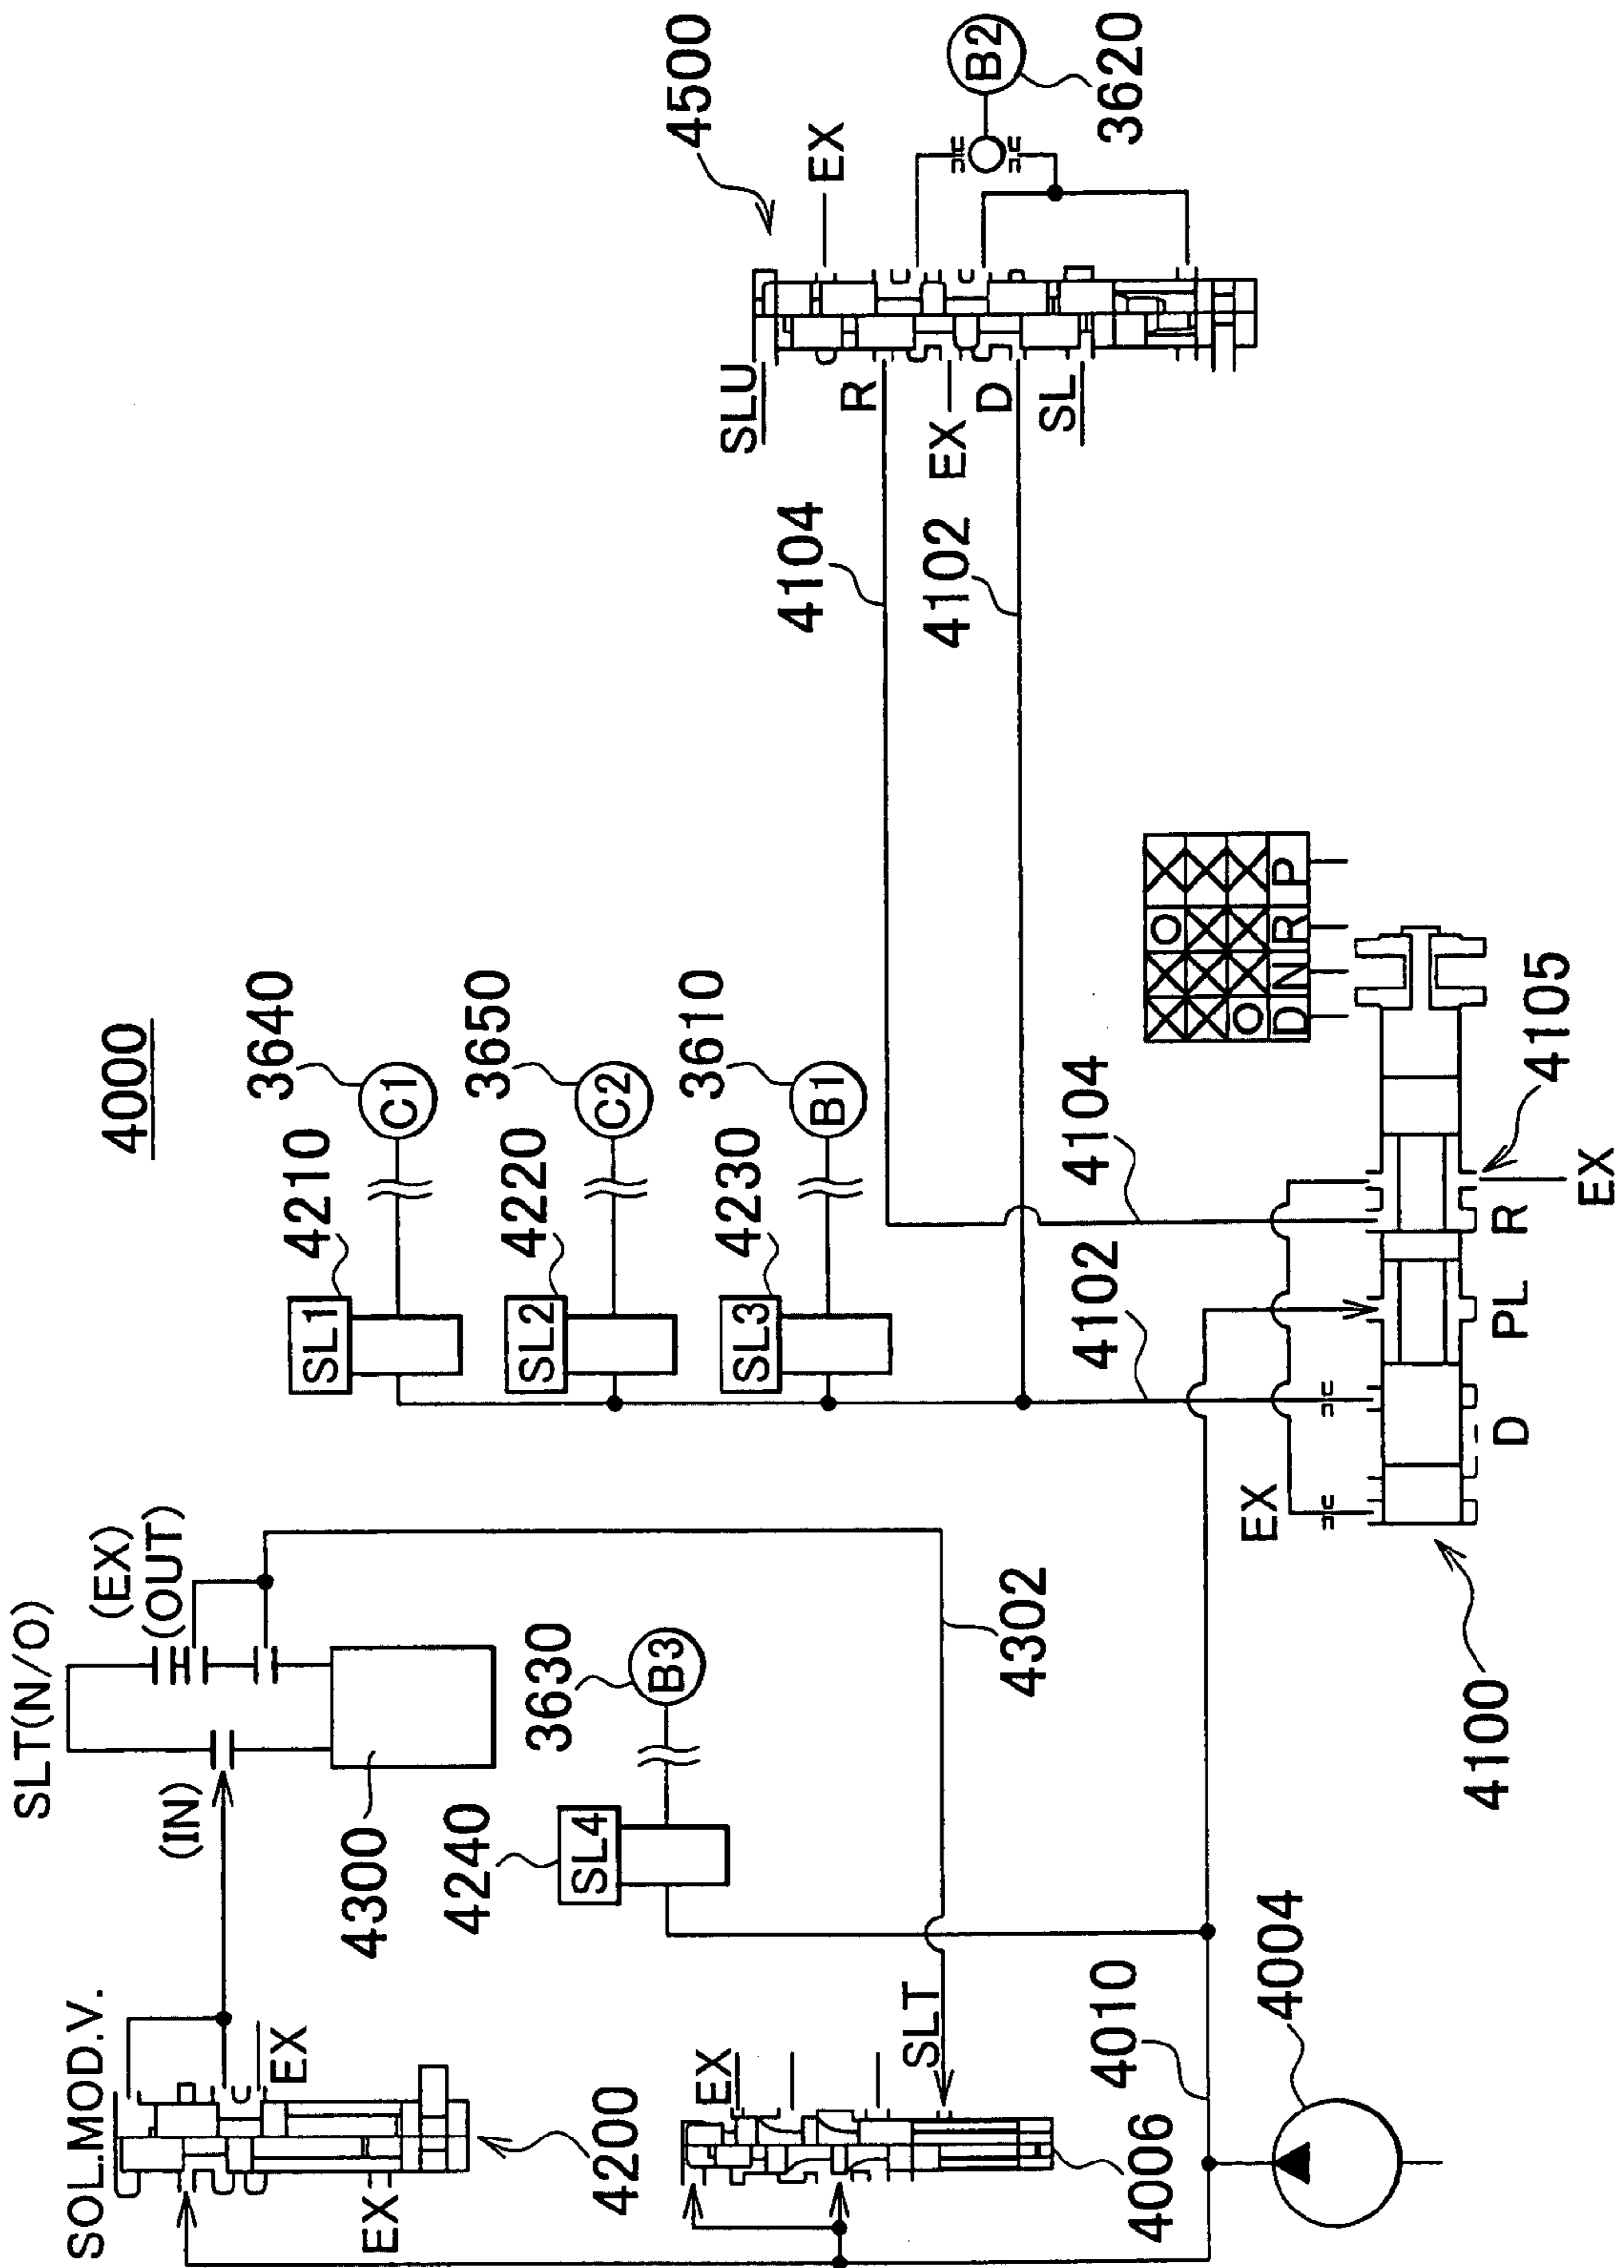 4000
SOL.MOD.V.
EX
EX
4200
SLT(N/O)
(IN)
(EX)
(OUT)
4300
SL1
4210
C1
3640
SL2
4220
C2
3650
SL3
4230
B1
3610
SL4
4240
B3
3630
EX
SLT
4006
4302
4010
4004
4102
4104
4104
4102
SLU
R
EX
D
SL
EX
4500
B2
3620
EX
D
PL
R
EX
4100
4105
D N R P